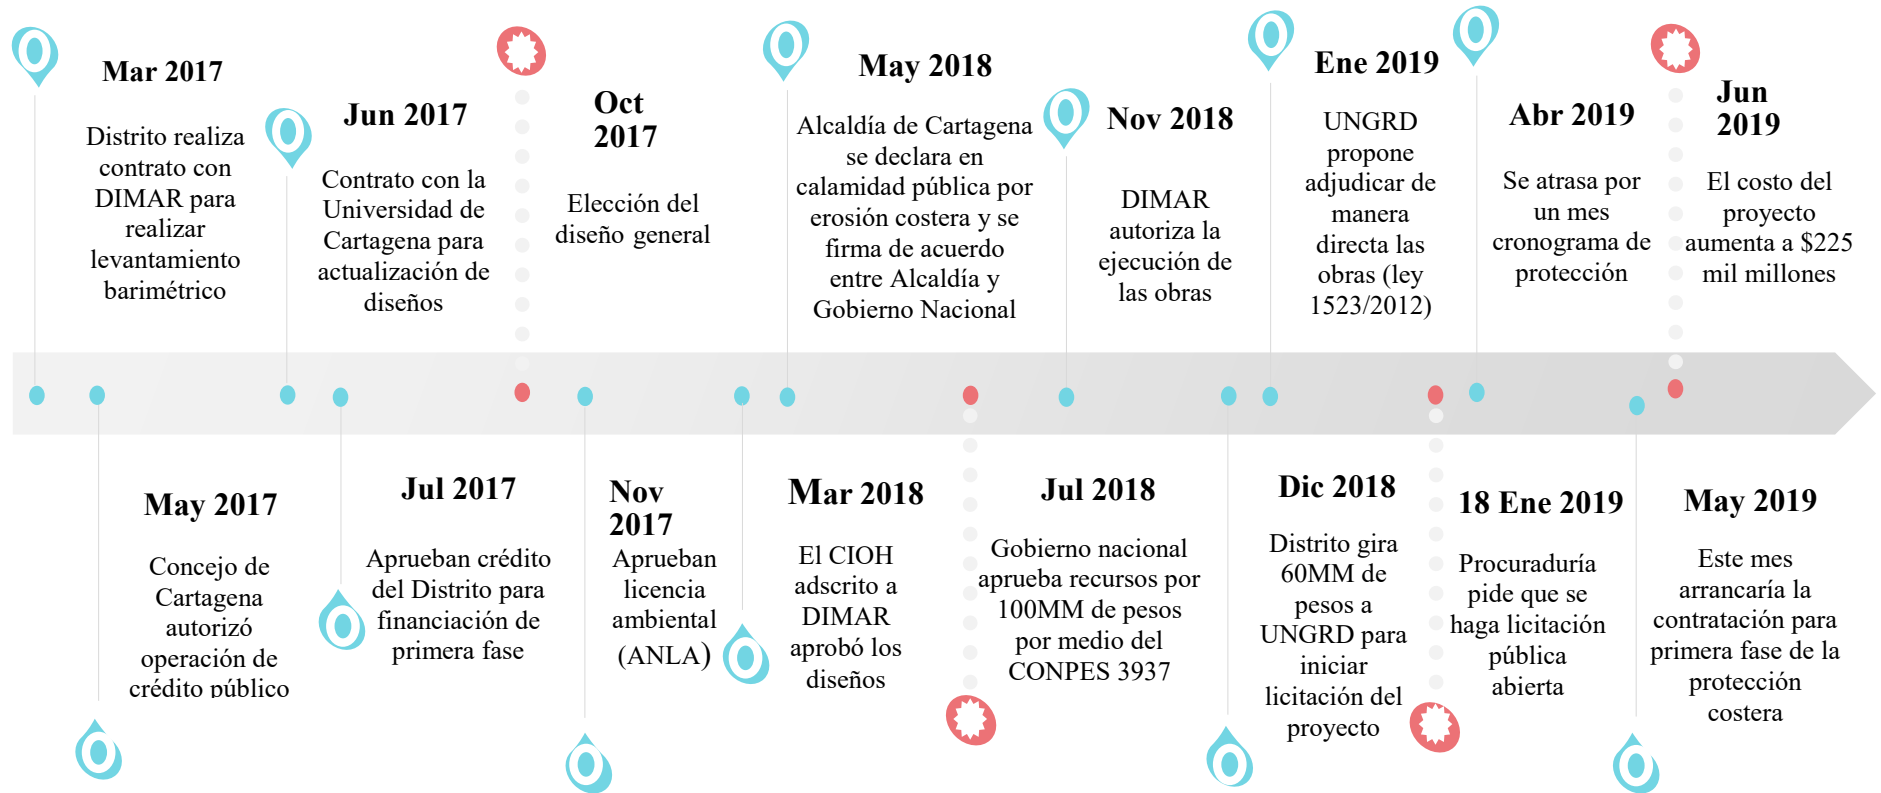 Mar 2017
Distrito realiza
contrato con
DIMAR para
realizar
levantamiento
barimétrico
Jun 2017
Contrato con la
Universidad de
Cartagena para
actualización de
diseños
Oct
2017
Elección del
diseño general
May 2018
Alcaldía de Cartagena
se declara en
calamidad pública por
erosión costera y se
firma de acuerdo
entre Alcaldía y
Gobierno Nacional
Nov 2018
DIMAR
autoriza la
ejecución de
las obras
Ene 2019
UNGRD
propone
adjudicar de
manera
directa las
obras (ley
1523/2012)
Abr 2019
Se atrasa por
un mes
cronograma de
protección
Jun
2019
El costo del
proyecto
aumenta a $225
mil millones
May 2017
Concejo de
Cartagena
autorizó
operación de
crédito público
Jul 2017
Aprueban crédito
del Distrito para
financiación de
primera fase
Nov
2017
Aprueban
licencia
ambiental
(ANLA)
Mar 2018
El CIOH
adscrito a
DIMAR
aprobó los
diseños
Jul 2018
Gobierno nacional
aprueba recursos por
100MM de pesos
por medio del
CONPES 3937
Dic 2018
Distrito gira
60MM de
pesos a
UNGRD para
iniciar
licitación del
proyecto
18 Ene 2019
Procuraduría
pide que se
haga licitación
pública
abierta
May 2019
Este mes
arrancaría la
contratación para
primera fase de la
protección
costera